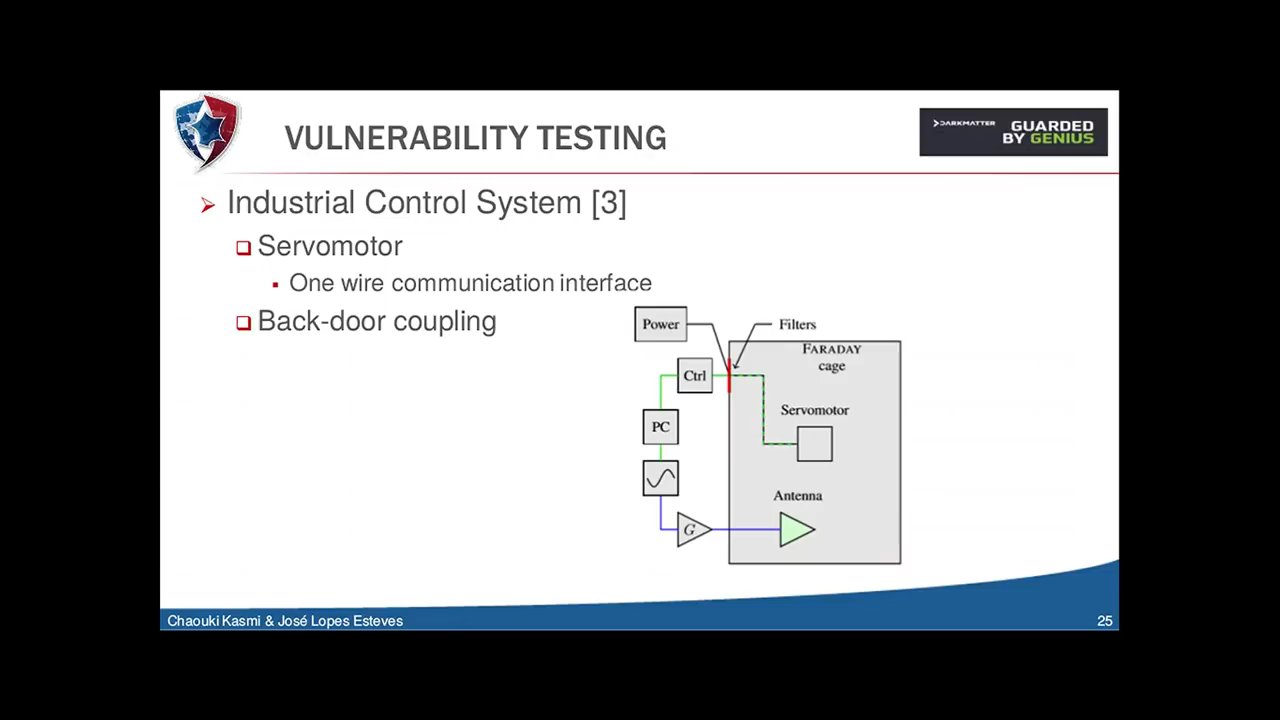 VULNERABILITY TESTING
DARKMATTER
GUARDED
BY GENIUS
Industrial Control System [3]
Servomotor
One wire communication interface
Back-door coupling
Power
Filters
FARADAY
cage
Ctrl
Servomotor
PC
Antenna
G
Chaouki Kasmi & José Lopes Esteves
25